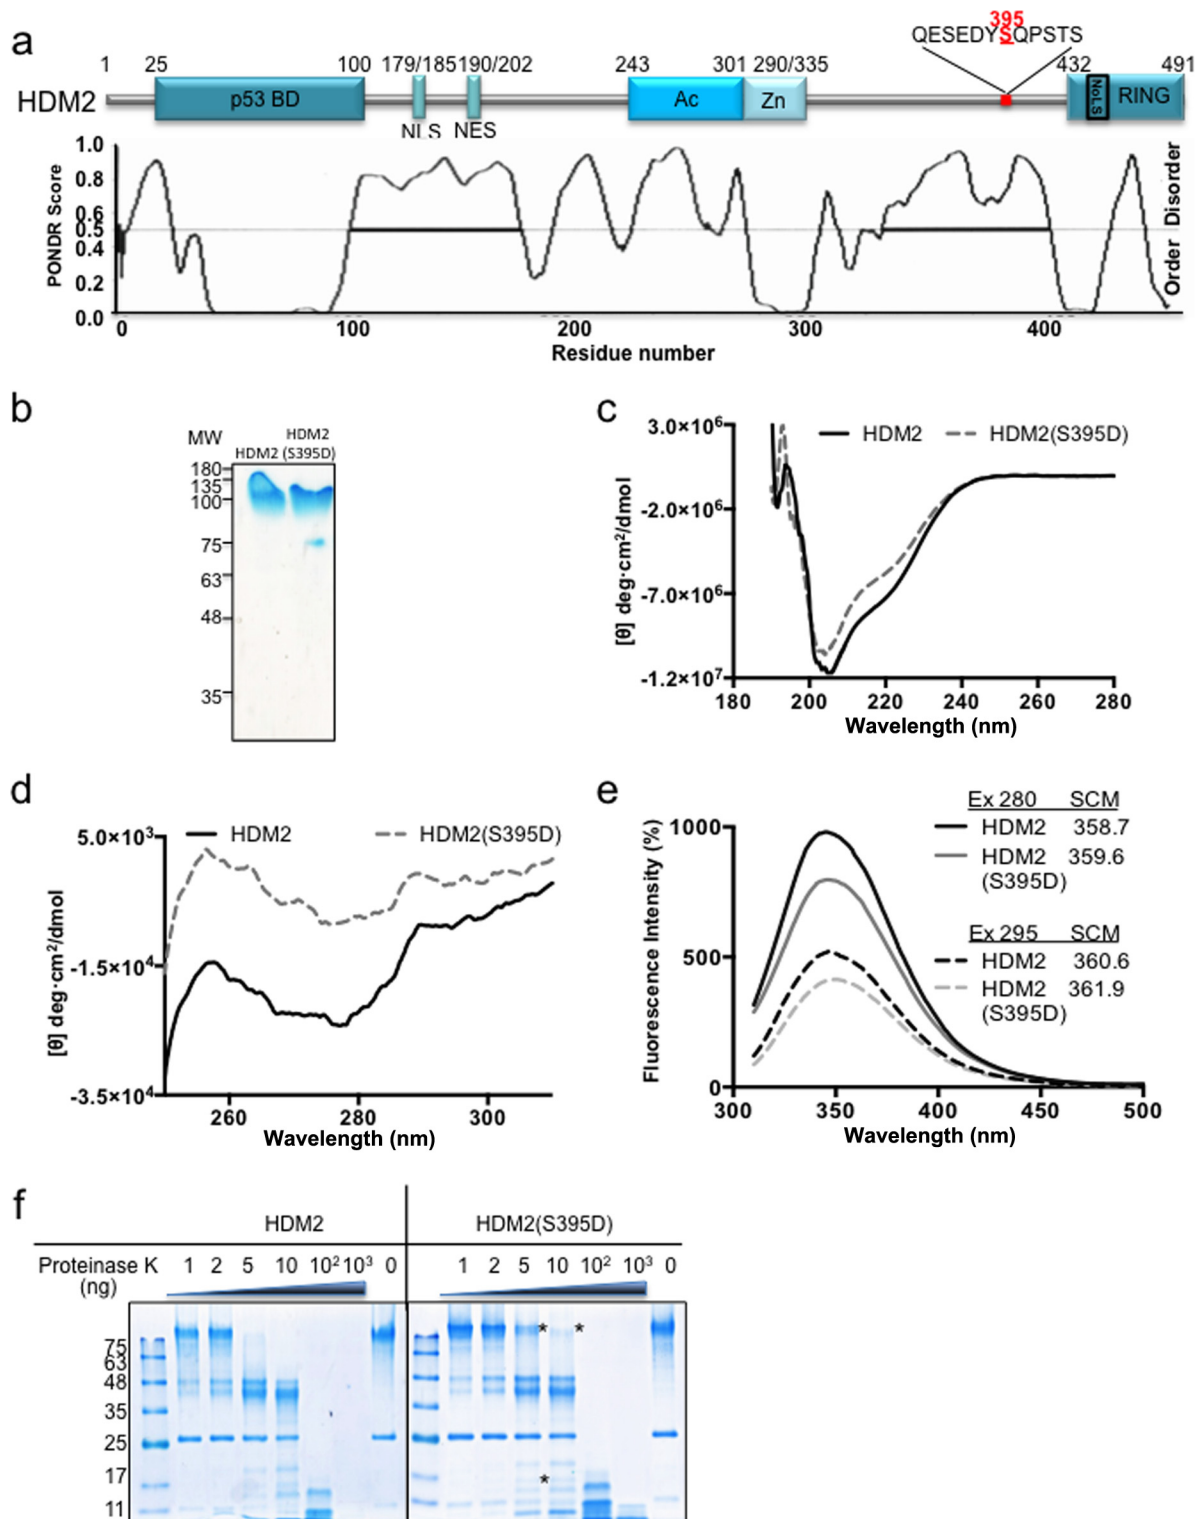 a
395
QESEDYSQPSTS
1 25 100 179/185 190/202 243 301 290/335 432 491
HDM2 p53 BD Ac Zn NoLS RING
NLS NES
PONDR Score
1.0
0.8
0.6
0.5
0.4
0.2
0.0
Disorder
Order
0 100 200 300 400
Residue number
b
MW HDM2 HDM2 (S395D)
180
135
100
75
63
48
35
c
HDM2 HDM2(S395D)
[θ] deg·cm²/dmol
3.0×10⁶
-2.0×10⁶
-7.0×10⁶
-1.2×10⁷
180 200 220 240 260 280
Wavelength (nm)
d
HDM2 HDM2(S395D)
[θ] deg·cm²/dmol
5.0×10³
-1.5×10⁴
-3.5×10⁴
260 280 300
Wavelength (nm)
e
Fluorescence Intensity (%)
1000
500
0
300 350 400 450 500
Wavelength (nm)
Ex 280 SCM
HDM2 358.7
HDM2 359.6
(S395D)
Ex 295 SCM
HDM2 360.6
HDM2 361.9
(S395D)
f
HDM2 HDM2(S395D)
Proteinase K 1 2 5 10 10² 10³ 0 1 2 5 10 10² 10³ 0
(ng)
75
63
48
35
25
17
11
* *
*